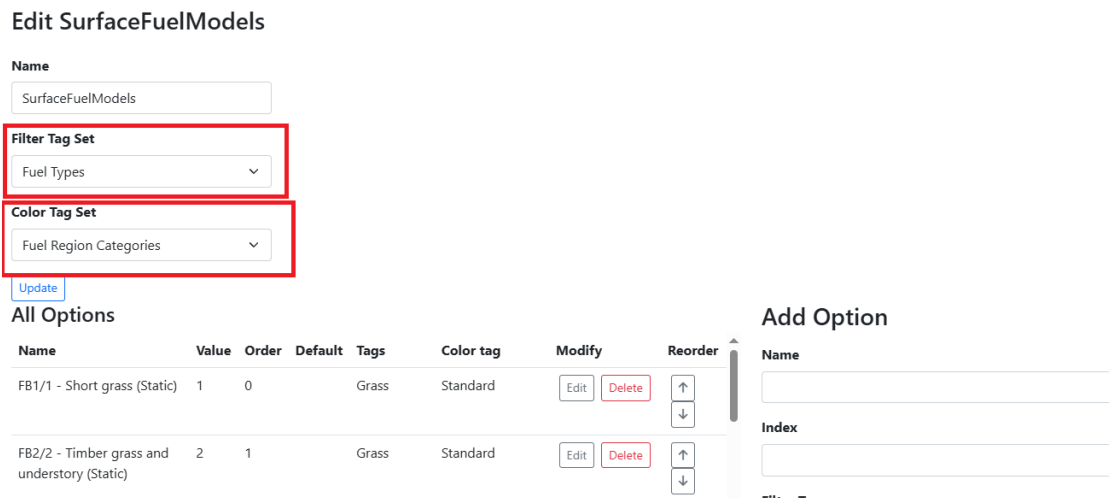 Edit SurfaceFuelModels
Name
SurfaceFuelModels
Filter Tag Set
Fuel Types
Color Tag Set
Fuel Region Categories
Update
All Options
Name Value Order Default Tags Color tag Modify Reorder
FB1/1 - Short grass (Static) 1 0 Grass Standard Edit Delete
FB2/2 - Timber grass and 2 1 Grass Standard Edit Delete
understory (Static)
Add Option
Name
Index